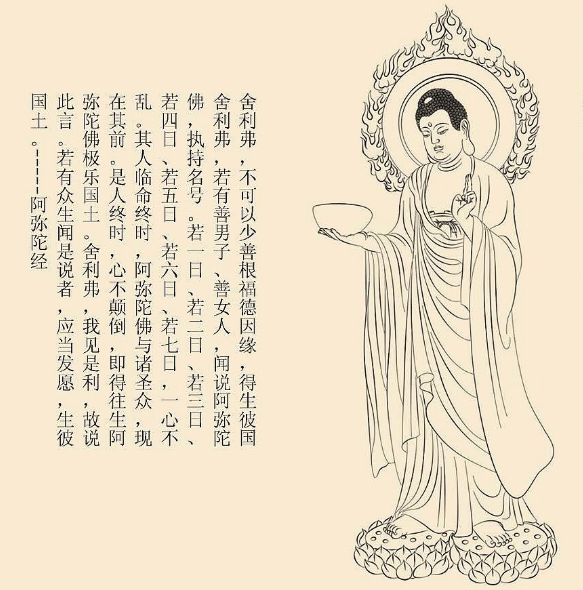 舍利弗，不可以少善根福德因缘，得生彼国
舍利弗，若有善男子、善女人，闻说阿弥陀
佛，执持名号。若一日、若二日、若三日、
若四日、若五日、若六日、若七日，一心不
乱。其人临命终时，阿弥陀佛与诸圣众，现
在其前。是人终时，心不颠倒，即得往生阿
弥陀佛极乐国土。舍利弗，我见是利，故说
此言。若有众生闻是说者，应当发愿，生彼
国土。-----阿弥陀经